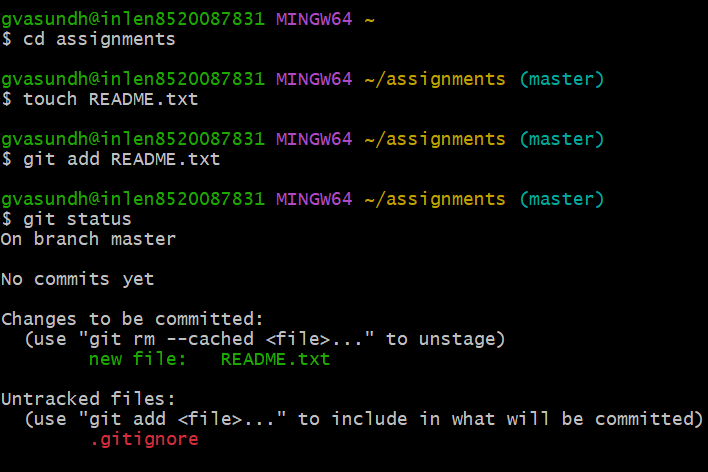 gvasundh@inlen8520087831 MINGW64 ~
$ cd assignments
gvasundh@inlen8520087831 MINGW64 ~/assignments (master)
$ touch README.txt
gvasundh@inlen8520087831 MINGW64 ~/assignments (master)
$ git add README.txt
gvasundh@inlen8520087831 MINGW64 ~/assignments (master)
$ git status
On branch master
No commits yet
Changes to be committed:
  (use "git rm --cached <file>..." to unstage)
        new file:   README.txt
Untracked files:
  (use "git add <file>..." to include in what will be committed)
        .gitignore